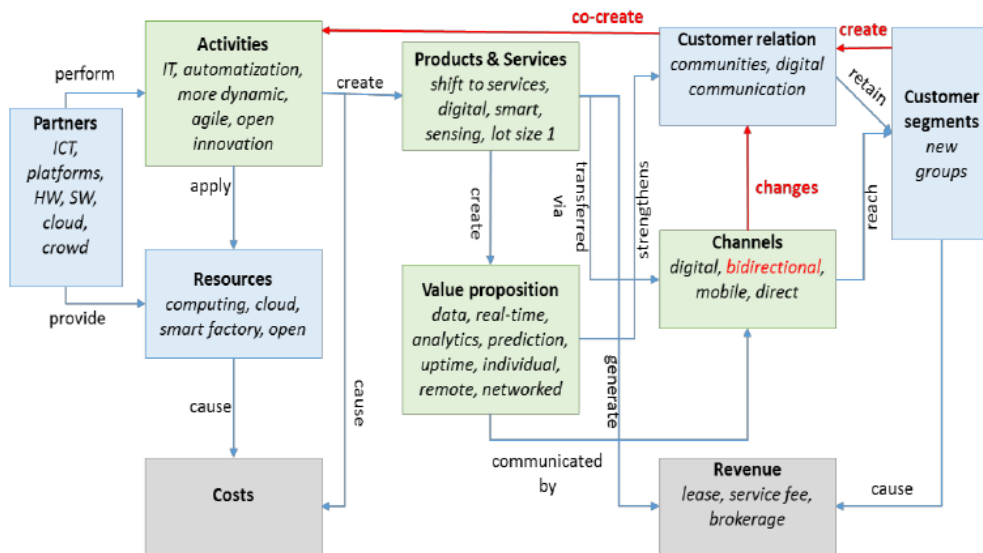 co-create
create
Activities
IT, automatization,
more dynamic,
agile, open
innovation
perform
create
Products & Services
shift to services,
digital, smart,
sensing, lot size 1
Customer relation
communities, digital
communication
retain
Customer
segments
new
groups
Partners
ICT,
platforms,
HW, SW,
cloud,
crowd
apply
create
transferred
via
strengthens
changes
reach
Channels
digital, bidirectional,
mobile, direct
Resources
computing, cloud,
smart factory, open
provide
Value proposition
data, real-time,
analytics, prediction,
uptime, individual,
remote, networked
cause
cause
generate
communicated
by
Costs
Revenue
lease, service fee,
brokerage
cause